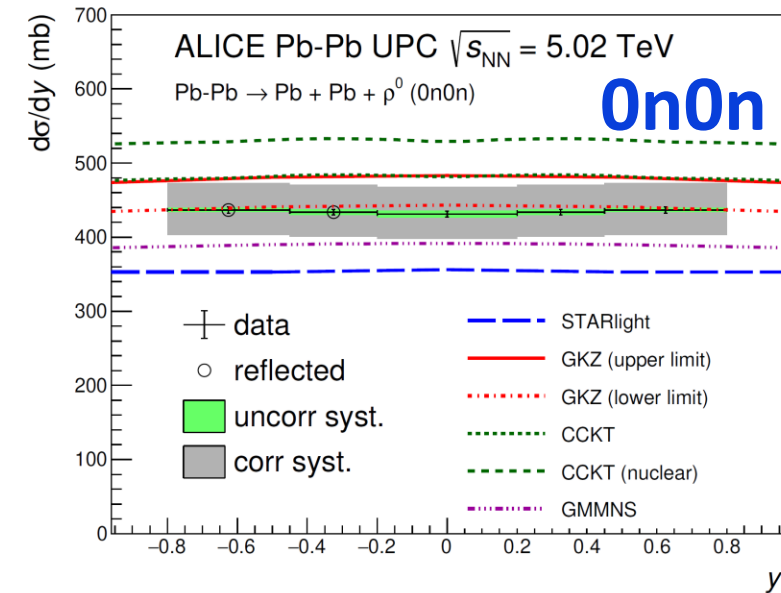 700
600
500
400
300
200
100
0
dσ/dy (mb)
ALICE Pb-Pb UPC √s_NN = 5.02 TeV
Pb-Pb → Pb + Pb + ρ⁰ (0n0n)
0n0n
data
reflected
uncorr syst.
corr syst.
STARlight
GKZ (upper limit)
GKZ (lower limit)
CCKT
CCKT (nuclear)
GMMNS
−0.8 −0.6 −0.4 −0.2 0 0.2 0.4 0.6 0.8
y